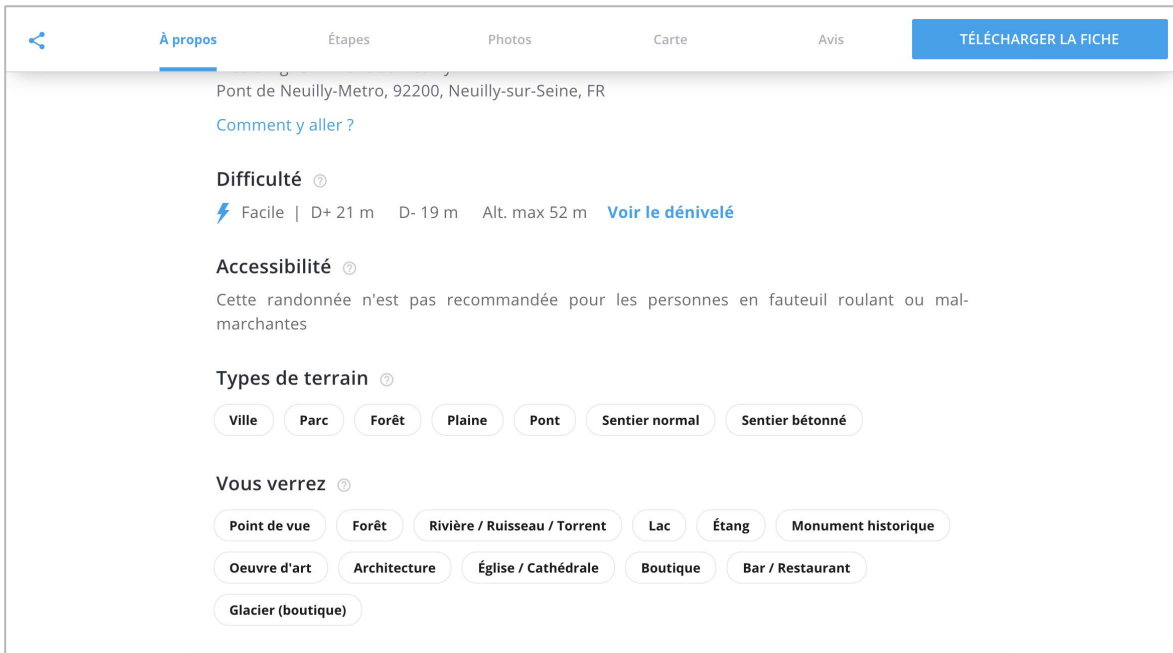 À propos
Étapes
Photos
Carte
Avis
TÉLÉCHARGER LA FICHE
Pont de Neuilly-Metro, 92200, Neuilly-sur-Seine, FR
Comment y aller ?
Difficulté ?
Facile | D+ 21 m D- 19 m Alt. max 52 m Voir le dénivelé
Accessibilité ?
Cette randonnée n'est pas recommandée pour les personnes en fauteuil roulant ou mal-
marchantes
Types de terrain ?
Ville Parc Forêt Plaine Pont Sentier normal Sentier bétonné
Vous verrez ?
Point de vue Forêt Rivière / Ruisseau / Torrent Lac Étang Monument historique
Oeuvre d'art Architecture Église / Cathédrale Boutique Bar / Restaurant
Glacier (boutique)